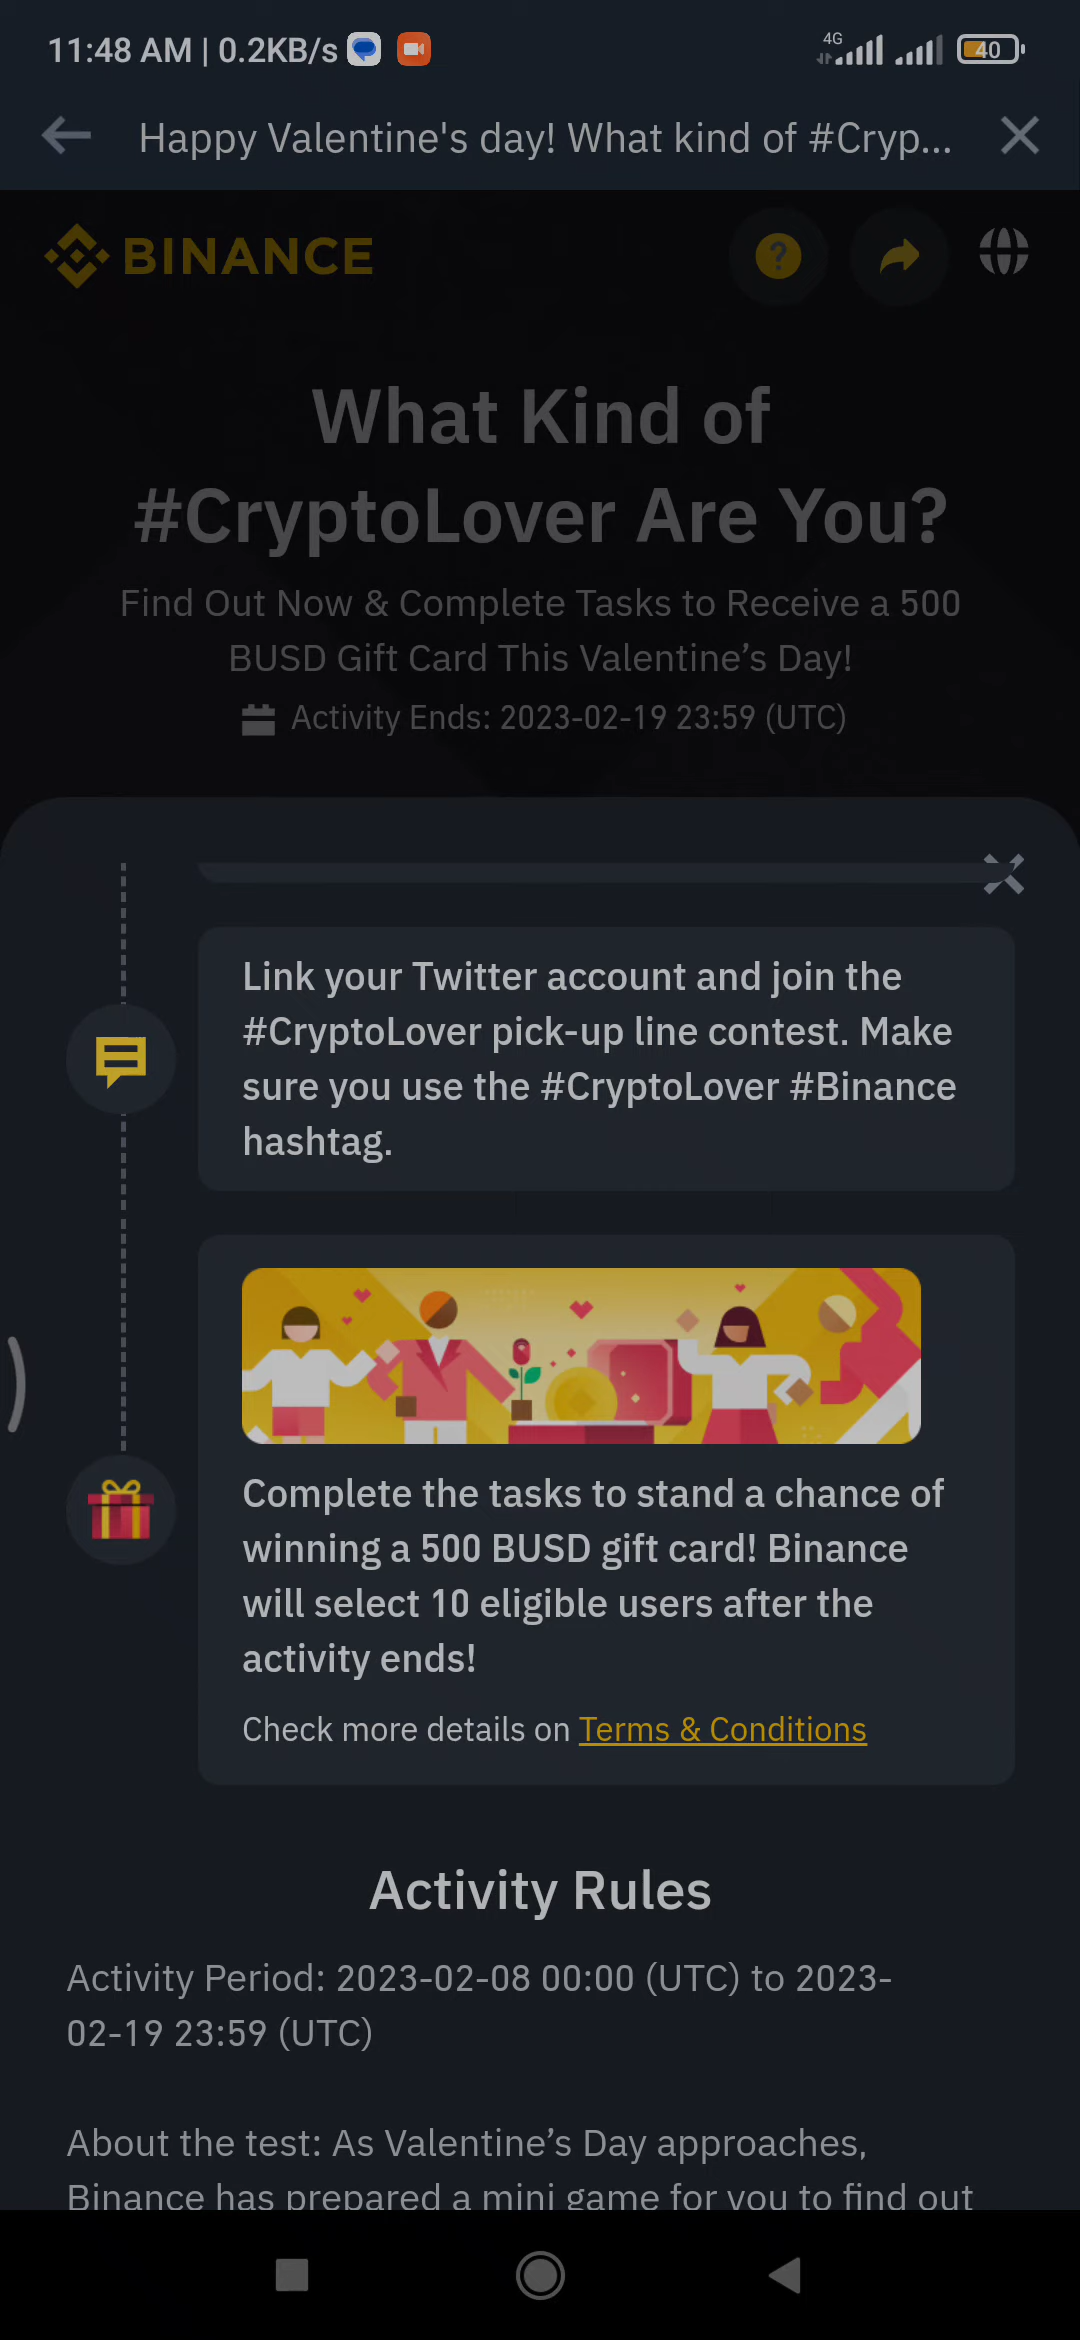 11:48 AM | 0.2KB/s 4G 40
Happy Valentine's day! What kind of #Cryp...
BINANCE
What Kind of
#CryptoLover Are You?
Find Out Now & Complete Tasks to Receive a 500
BUSD Gift Card This Valentine’s Day!
Activity Ends: 2023-02-19 23:59 (UTC)
Link your Twitter account and join the
#CryptoLover pick-up line contest. Make
sure you use the #CryptoLover #Binance
hashtag.
Complete the tasks to stand a chance of
winning a 500 BUSD gift card! Binance
will select 10 eligible users after the
activity ends!
Check more details on Terms & Conditions
Activity Rules
Activity Period: 2023-02-08 00:00 (UTC) to 2023-
02-19 23:59 (UTC)
About the test: As Valentine’s Day approaches,
Binance has prepared a mini game for you to find out